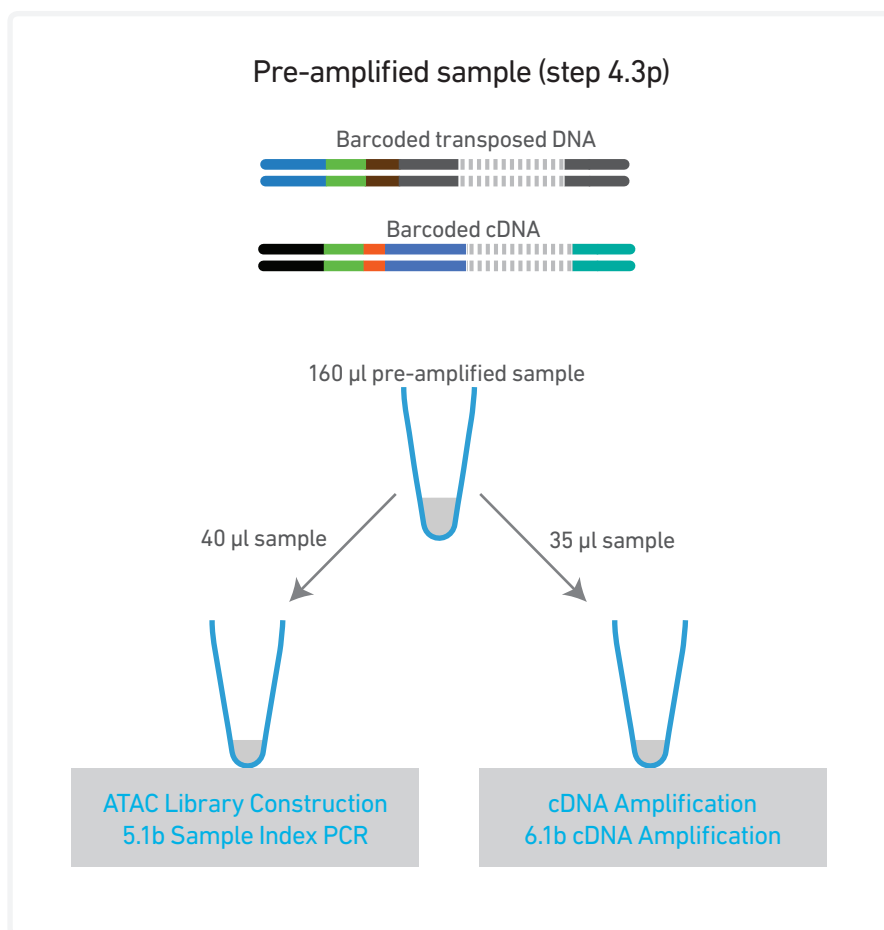 Pre-amplified sample (step 4.3p)
Barcoded transposed DNA
Barcoded cDNA
160 µl pre-amplified sample
40 µl sample
35 µl sample
ATAC Library Construction
5.1b Sample Index PCR
cDNA Amplification
6.1b cDNA Amplification